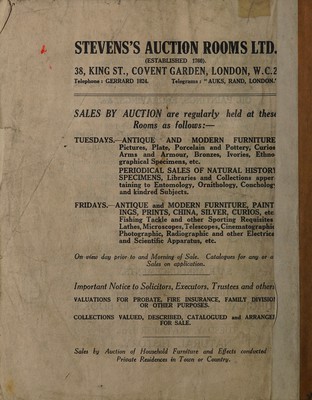 STEVENS'S AUCTION ROOMS LTD.
(ESTABLISHED 1760).
38, KING ST., COVENT GARDEN, LONDON, W.C.2
Telephone: GERRARD 1824. Telegrams: "AUKS, RAND, LONDON."
SALES BY AUCTION are regularly held at these
Rooms as follows:—
TUESDAYS.—ANTIQUE AND MODERN FURNITURE
Pictures, Plate, Porcelain and Pottery, Curios
Arms and Armour, Bronzes, Ivories, Ethno-
graphical Specimens, etc.
PERIODICAL SALES OF NATURAL HISTORY
SPECIMENS, Libraries and Collections apper-
taining to Entomology, Ornithology, Conchology
and kindred Subjects.
FRIDAYS.—ANTIQUE and MODERN FURNITURE, PAINT-
INGS, PRINTS, CHINA, SILVER, CURIOS, etc.
Fishing Tackle and other Sporting Requisites
Lathes, Microscopes, Telescopes, Cinematographic
Photographic, Radiographic and other Electrical
and Scientific Apparatus, etc.
On view day prior to and Morning of Sale. Catalogues for any or all
Sales on application.
Important Notice to Solicitors, Executors, Trustees and others
VALUATIONS FOR PROBATE, FIRE INSURANCE, FAMILY DIVISION
OR OTHER PURPOSES.
COLLECTIONS VALUED, DESCRIBED, CATALOGUED and ARRANGED
FOR SALE.
Sales by Auction of Household Furniture and Effects conducted
Private Residences in Town or Country.